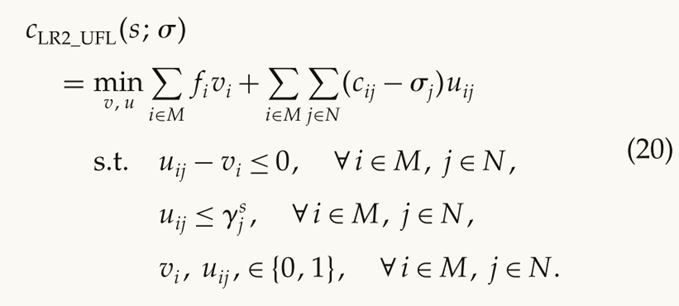 c_{LR2_UFL}(s; σ)
= min_{v, u} ∑_{i∈M} f_i v_i + ∑_{i∈M} ∑_{j∈N} (c_{ij} − σ_j) u_{ij}
s.t. u_{ij} − v_i ≤ 0, ∀ i ∈ M, j ∈ N, (20)
u_{ij} ≤ γ_j^s, ∀ i ∈ M, j ∈ N,
v_i, u_{ij}, ∈ {0, 1}, ∀ i ∈ M, j ∈ N.